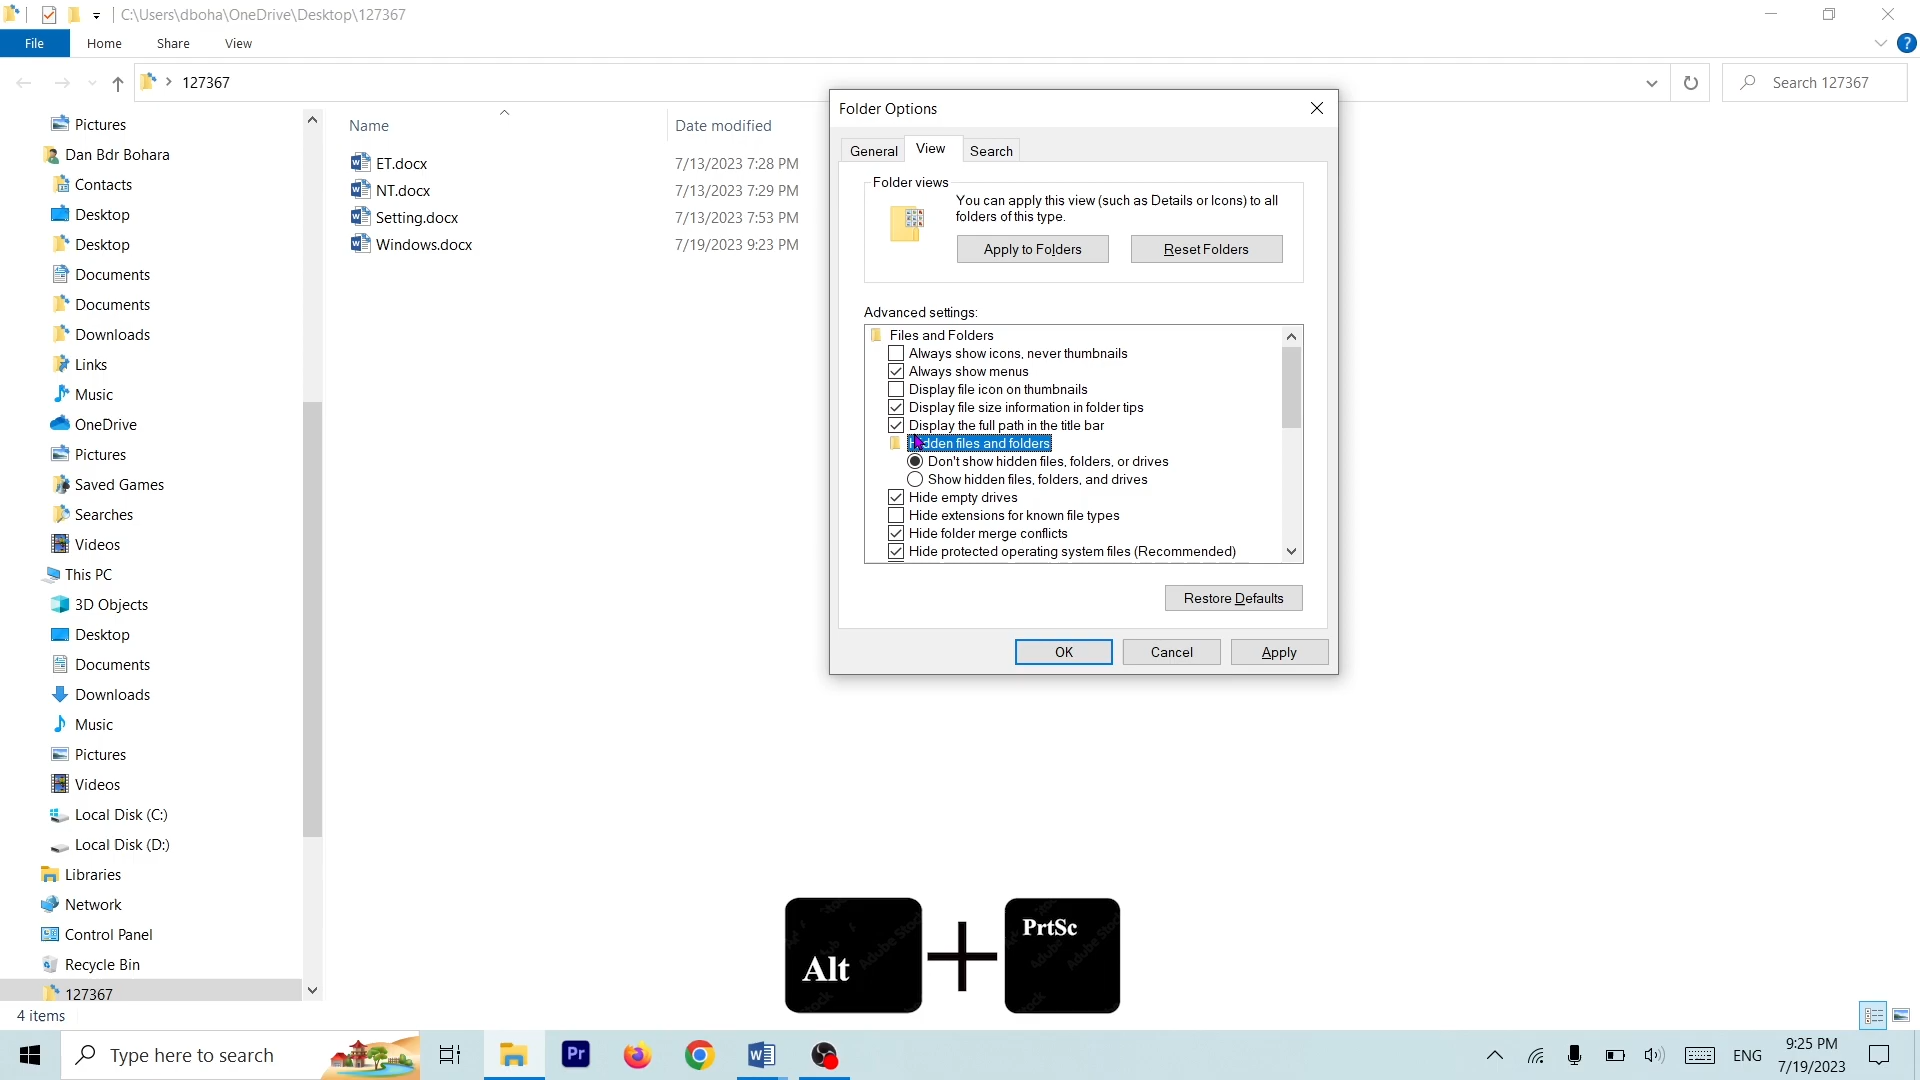 C:\Users\dboha\OneDrive\Desktop\127367
File
Home
Share
View
127367
Search 127367
Pictures
Dan Bdr Bohara
Contacts
Desktop
Desktop
Documents
Documents
Downloads
Links
Music
OneDrive
Pictures
Saved Games
Searches
Videos
This PC
3D Objects
Desktop
Documents
Downloads
Music
Pictures
Videos
Local Disk (C:)
Local Disk (D:)
Libraries
Network
Control Panel
Recycle Bin
127367
Name
Date modified
ET.docx
7/13/2023 7:28 PM
NT.docx
7/13/2023 7:29 PM
Setting.docx
7/13/2023 7:53 PM
Windows.docx
7/19/2023 9:23 PM
Folder Options
General
View
Search
Folder views
You can apply this view (such as Details or Icons) to all
folders of this type.
Apply to Folders
Reset Folders
Advanced settings:
Files and Folders
Always show icons, never thumbnails
Always show menus
Display file icon on thumbnails
Display file size information in folder tips
Display the full path in the title bar
Hidden files and folders
Don't show hidden files, folders, or drives
Show hidden files, folders, and drives
Hide empty drives
Hide extensions for known file types
Hide folder merge conflicts
Hide protected operating system files (Recommended)
Restore Defaults
OK
Cancel
Apply
Alt
+
PrtSc
4 items
Type here to search
Pr
ENG
9:25 PM
7/19/2023